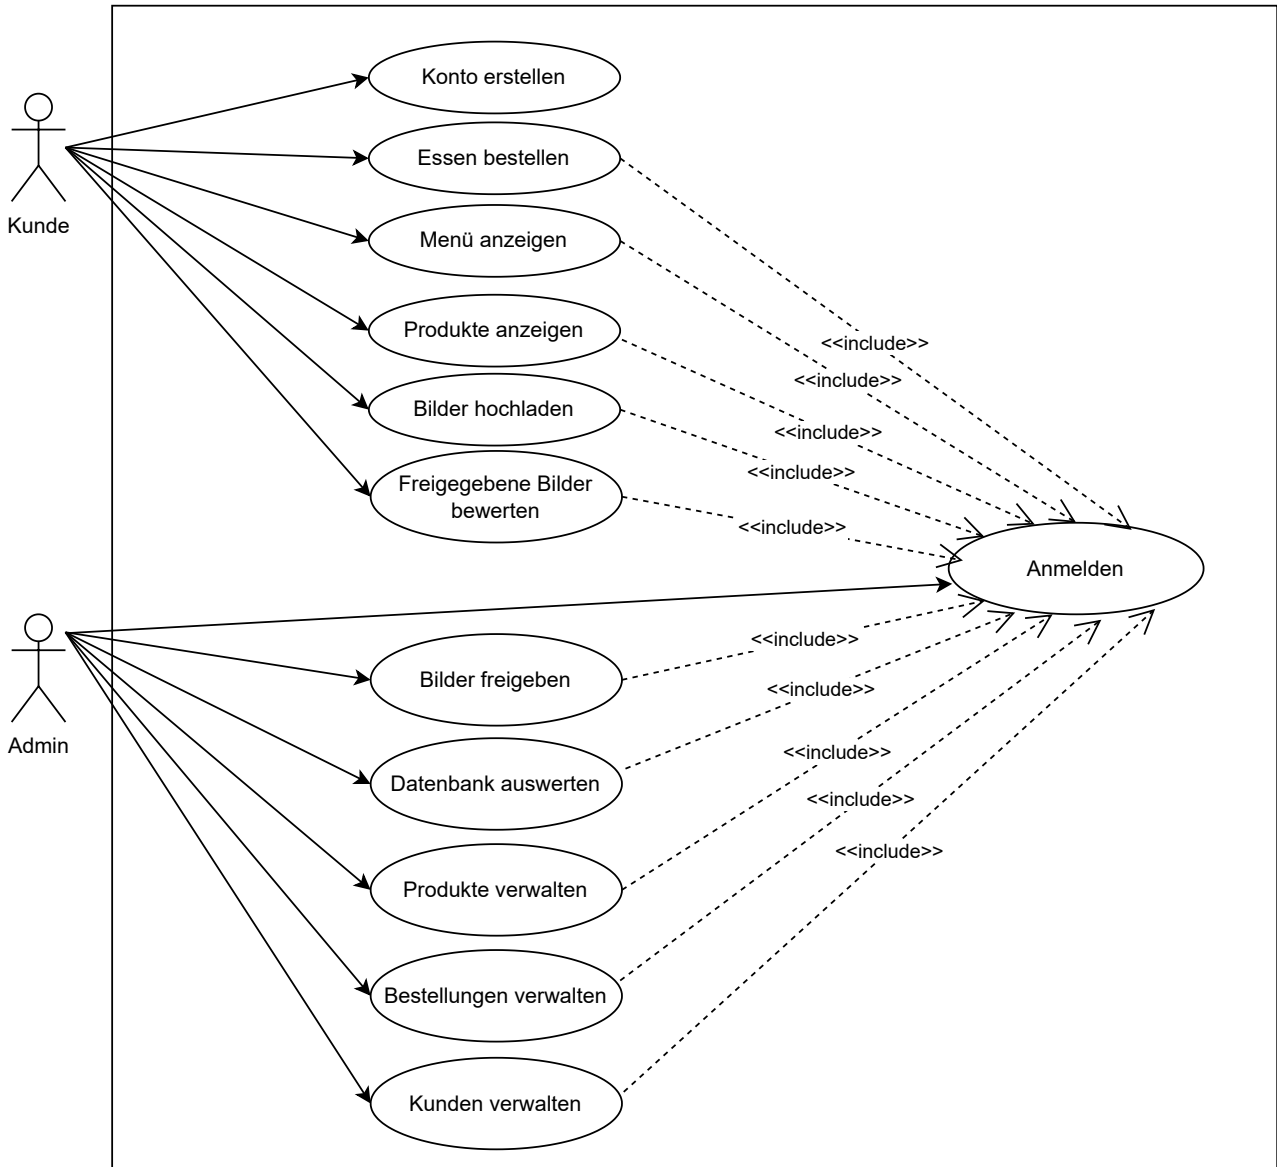 Konto erstellen
Essen bestellen
Kunde
Menü anzeigen
Produkte anzeigen
<<include>>
<<include>>
Bilder hochladen
<<include>>
<<include>>
Freigegebene Bilder
bewerten
<<include>>
Anmelden
Admin
<<include>>
Bilder freigeben
<<include>>
Datenbank auswerten
<<include>>
<<include>>
<<include>>
Produkte verwalten
Bestellungen verwalten
Kunden verwalten